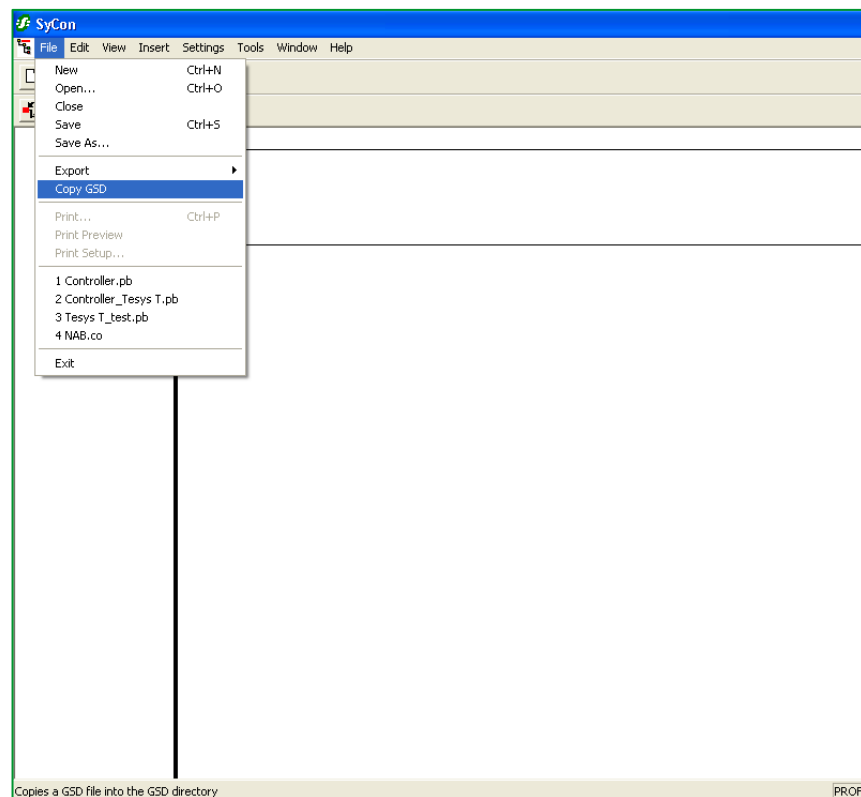 SyCon
File Edit View Insert Settings Tools Window Help
New Ctrl+N
Open... Ctrl+O
Close
Save Ctrl+S
Save As...
Export
Copy GSD
Print... Ctrl+P
Print Preview
Print Setup...
1 Controller.pb
2 Controller_Tesys T.pb
3 Tesys T_test.pb
4 NAB.co
Exit
Copies a GSD file into the GSD directory PROF